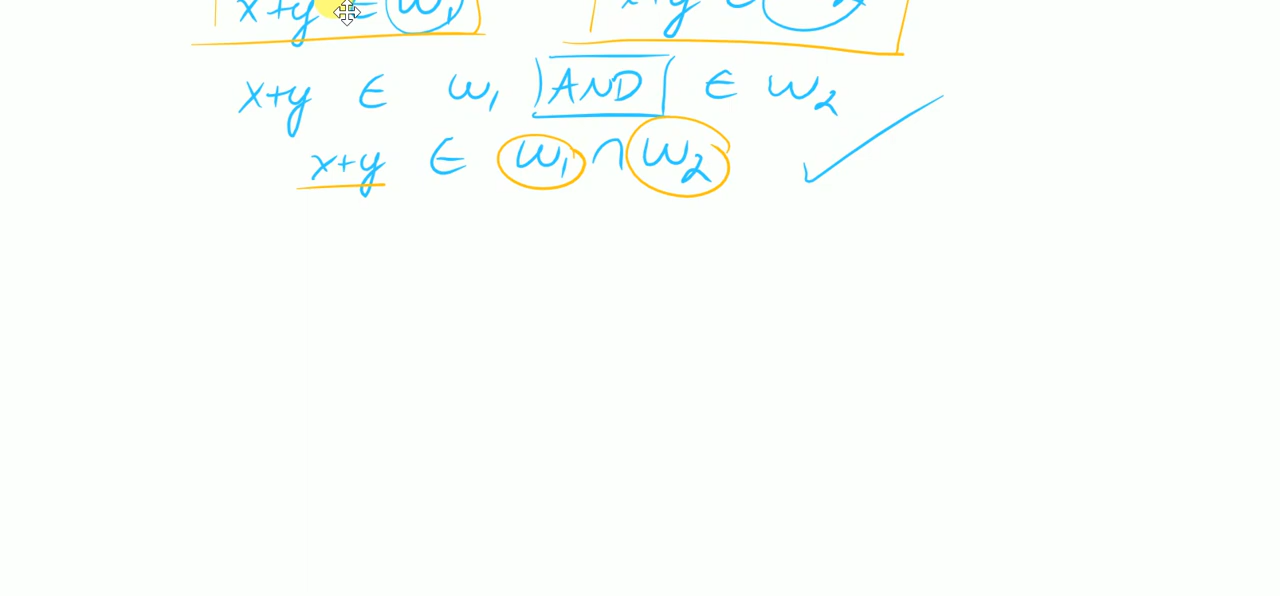 x+y ∈ W₁ x+y ∈
x+y ∈ W₁ AND ∈ W₂
x+y ∈ W₁ ∩ W₂